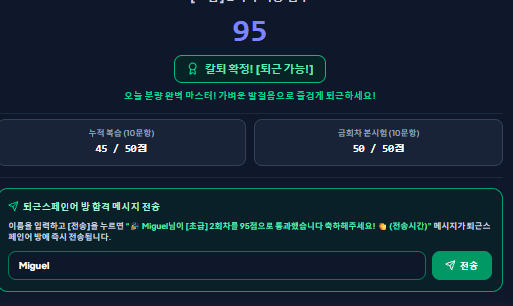 95
칼퇴 확정! [퇴근 가능!]
오늘 분량 완벽 마스터! 가벼운 발걸음으로 즐겁게 퇴근하세요!
누적 복습 (10문항)
45 / 50점
금회차 본시험 (10문항)
50 / 50점
퇴근스페인어 방 합격 메시지 전송
이름을 입력하고 [전송]을 누르면 "🎉 Miguel님이 [초급] 2회차를 95점으로 통과했습니다 축하해주세요! 👏 (전송시간)" 메시지가 퇴근스
페인어 방에 즉시 전송됩니다.
Miguel
전송